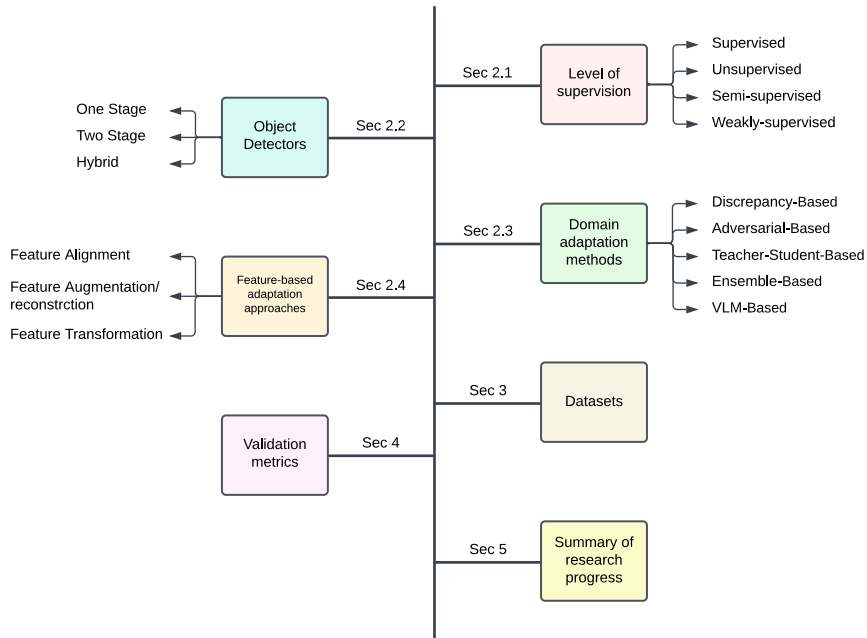 Sec 2.1
Level of
supervision
Supervised
Unsupervised
Semi-supervised
Weakly-supervised
One Stage
Two Stage
Hybrid
Object
Detectors
Sec 2.2
Sec 2.3
Domain
adaptation
methods
Discrepancy-Based
Adversarial-Based
Teacher-Student-Based
Ensemble-Based
VLM-Based
Feature Alignment
Feature Augmentation/
reconstrction
Feature Transformation
Feature-based
adaptation
approaches
Sec 2.4
Sec 3
Datasets
Validation
metrics
Sec 4
Sec 5
Summary of
research
progress